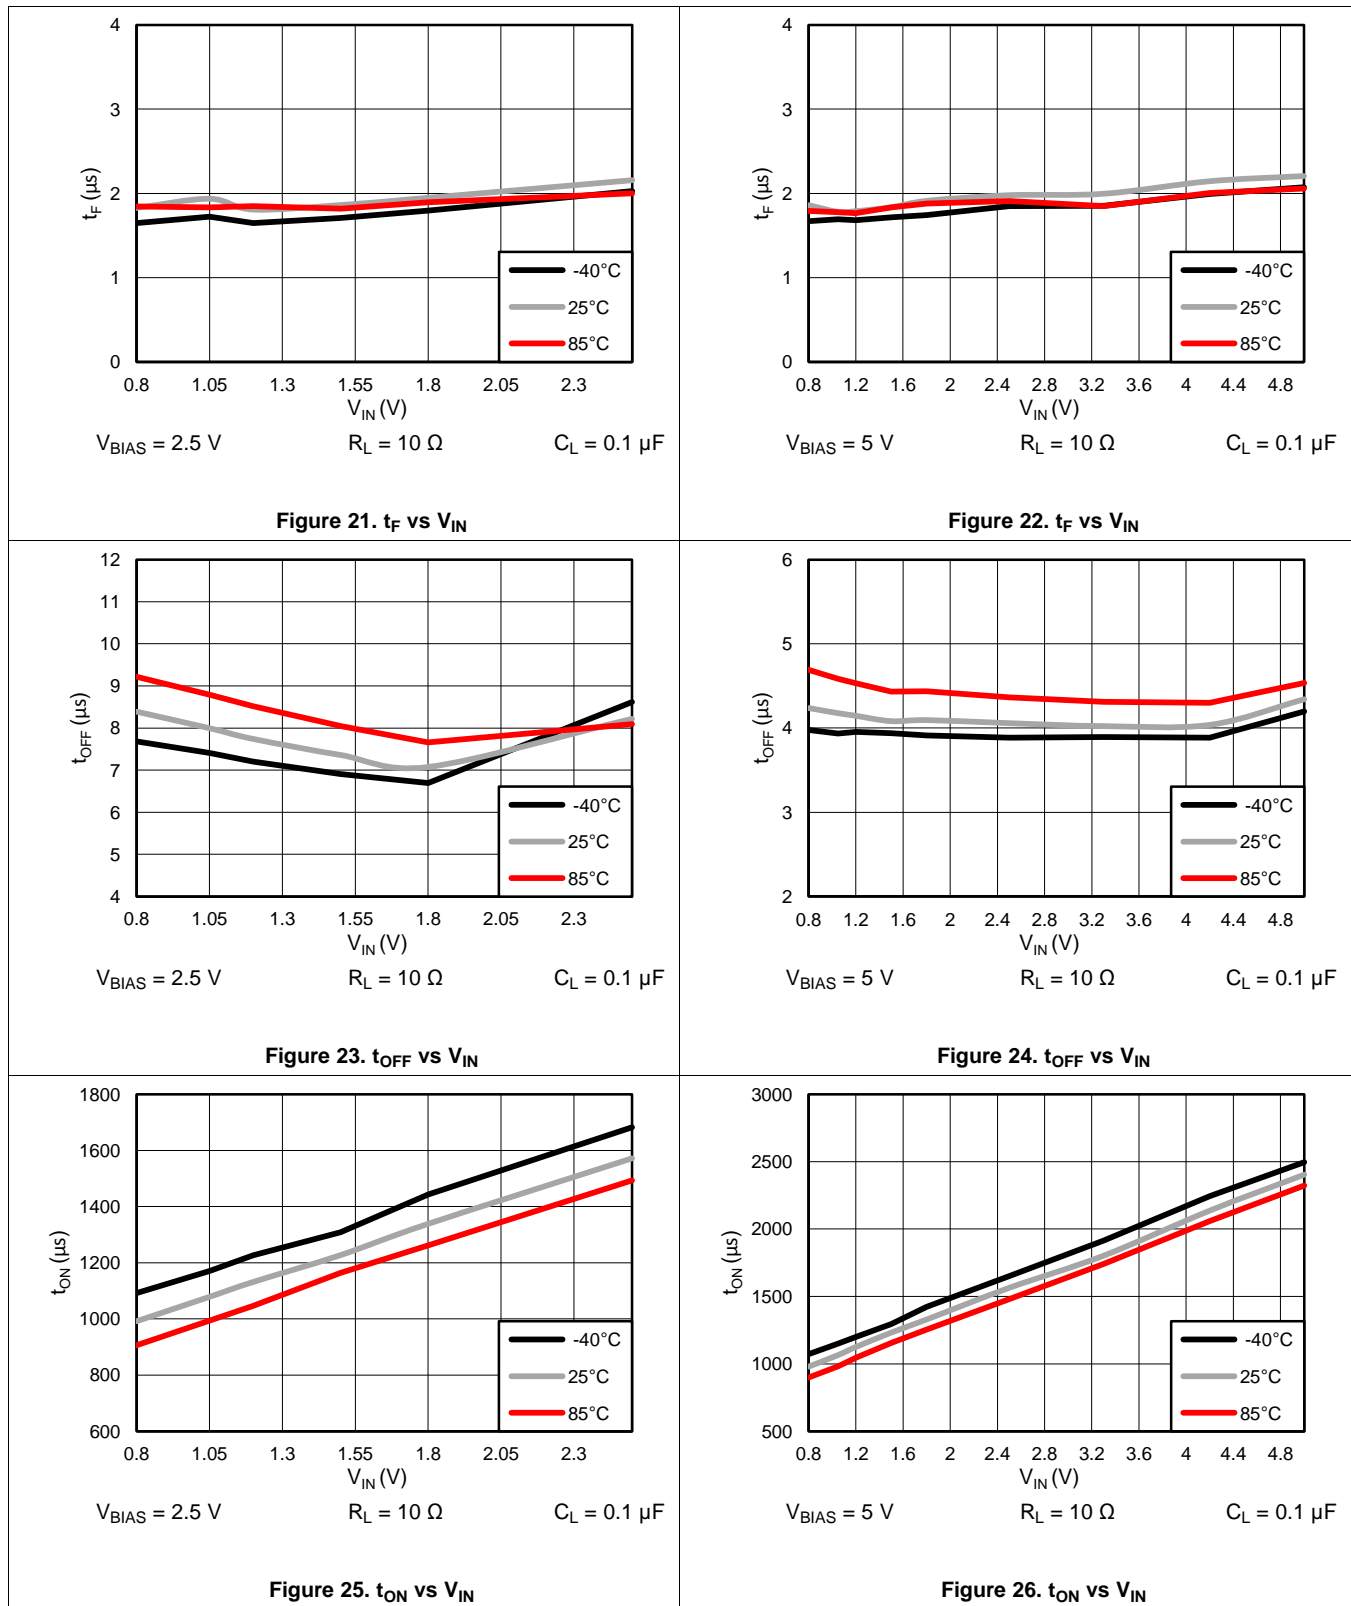 4
3
2
1
0
t_F (µs)
-40°C
25°C
85°C
0.8 1.05 1.3 1.55 1.8 2.05 2.3
V_IN (V)
V_BIAS = 2.5 V R_L = 10 Ω C_L = 0.1 µF
Figure 21. t_F vs V_IN
4
3
2
1
0
t_F (µs)
-40°C
25°C
85°C
0.8 1.2 1.6 2 2.4 2.8 3.2 3.6 4 4.4 4.8
V_IN (V)
V_BIAS = 5 V R_L = 10 Ω C_L = 0.1 µF
Figure 22. t_F vs V_IN
12
11
10
9
8
7
6
5
4
t_OFF (µs)
-40°C
25°C
85°C
0.8 1.05 1.3 1.55 1.8 2.05 2.3
V_IN (V)
V_BIAS = 2.5 V R_L = 10 Ω C_L = 0.1 µF
Figure 23. t_OFF vs V_IN
6
5
4
3
2
t_OFF (µs)
-40°C
25°C
85°C
0.8 1.2 1.6 2 2.4 2.8 3.2 3.6 4 4.4 4.8
V_IN (V)
V_BIAS = 5 V R_L = 10 Ω C_L = 0.1 µF
Figure 24. t_OFF vs V_IN
1800
1600
1400
1200
1000
800
600
t_ON (µs)
-40°C
25°C
85°C
0.8 1.05 1.3 1.55 1.8 2.05 2.3
V_IN (V)
V_BIAS = 2.5 V R_L = 10 Ω C_L = 0.1 µF
Figure 25. t_ON vs V_IN
3000
2500
2000
1500
1000
500
t_ON (µs)
-40°C
25°C
85°C
0.8 1.2 1.6 2 2.4 2.8 3.2 3.6 4 4.4 4.8
V_IN (V)
V_BIAS = 5 V R_L = 10 Ω C_L = 0.1 µF
Figure 26. t_ON vs V_IN